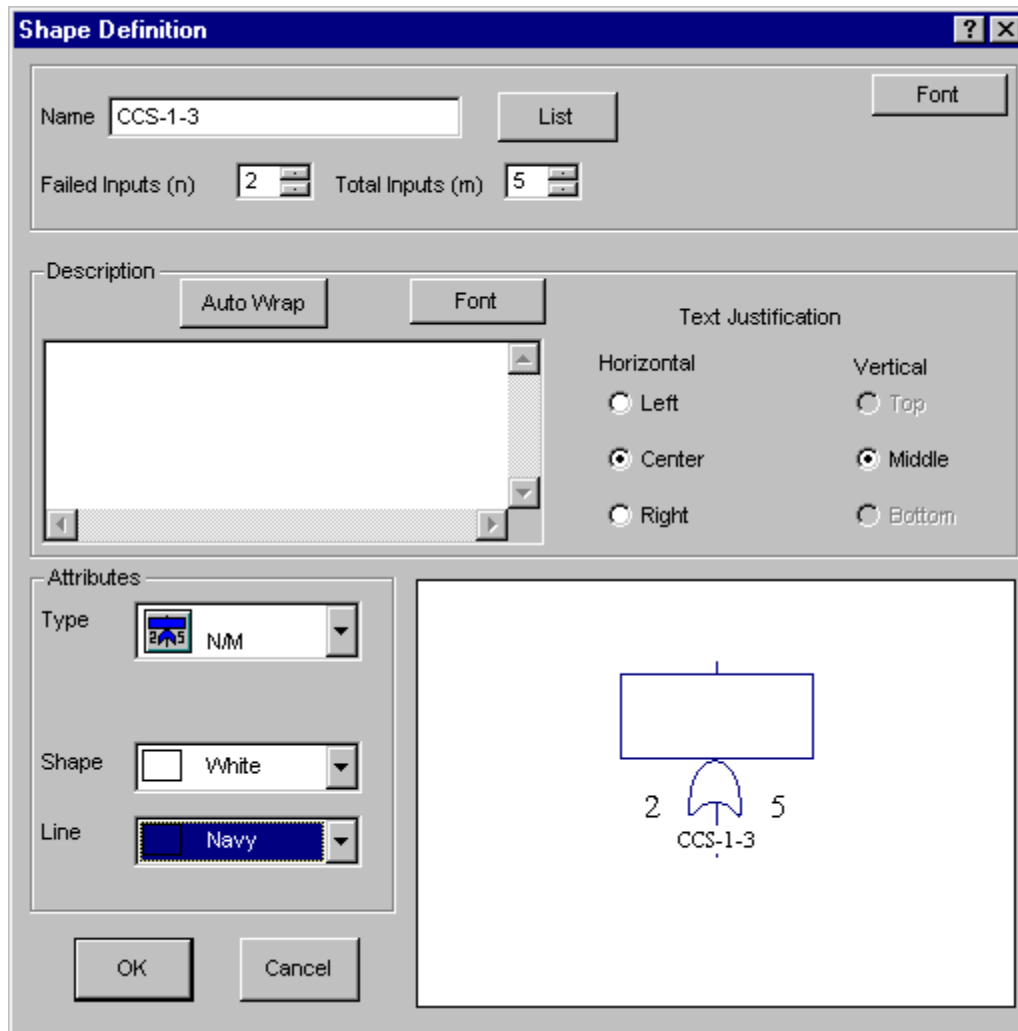 Shape Definition
Font
Name CCS-1-3 List
Failed Inputs (n) 2 Total Inputs (m) 5
Description
Auto Wrap Font
Text Justification
Horizontal Vertical
Left Top
Center Middle
Right Bottom
Attributes
Type 2 5 N/M
Shape White
Line Navy
2 5
CCS-1-3
OK Cancel